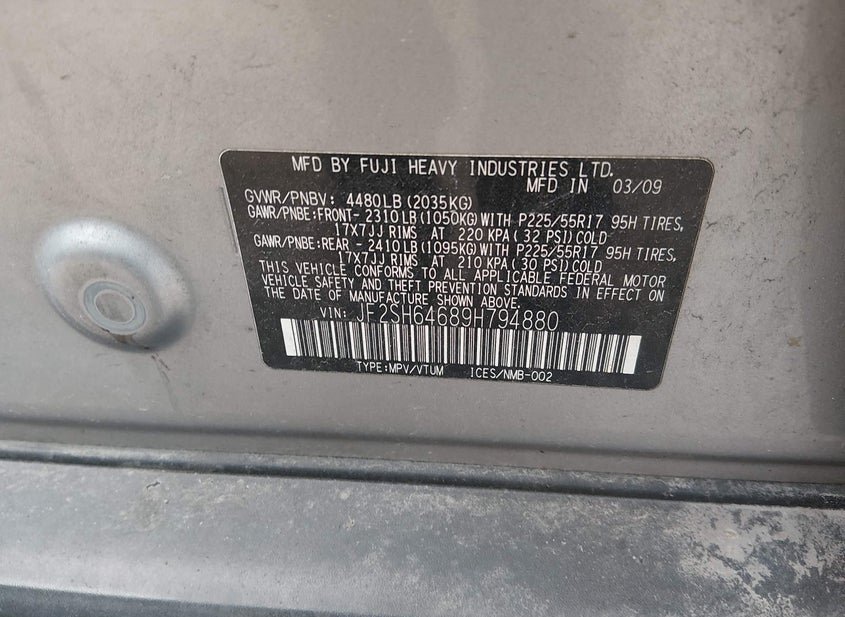 MFD BY FUJI HEAVY INDUSTRIES LTD.
MFD IN 03/09
GVWR/PNBV: 4480LB(2035KG)
GAWR/PNBE:FRONT-2310LB(1050KG)WITH P225/55R17 95H TIRES,
17X7JJ RIMS AT 220 KPA(32 PSI)COLD
GAWR/PNBE:REAR -2410LB(1095KG)WITH P225/55R17 95H TIRES,
17X7JJ RIMS AT 210 KPA(30 PSI)COLD
THIS VEHICLE CONFORMS TO ALL APPLICABLE FEDERAL MOTOR
VEHICLE SAFETY AND THEFT PREVENTION STANDARDS IN EFFECT ON
THE DATE OF MANUFACTURE SHOWN ABOVE.
VIN: JF2SH64689H794880
TYPE:MPV/VTUM ICES/NMB-002